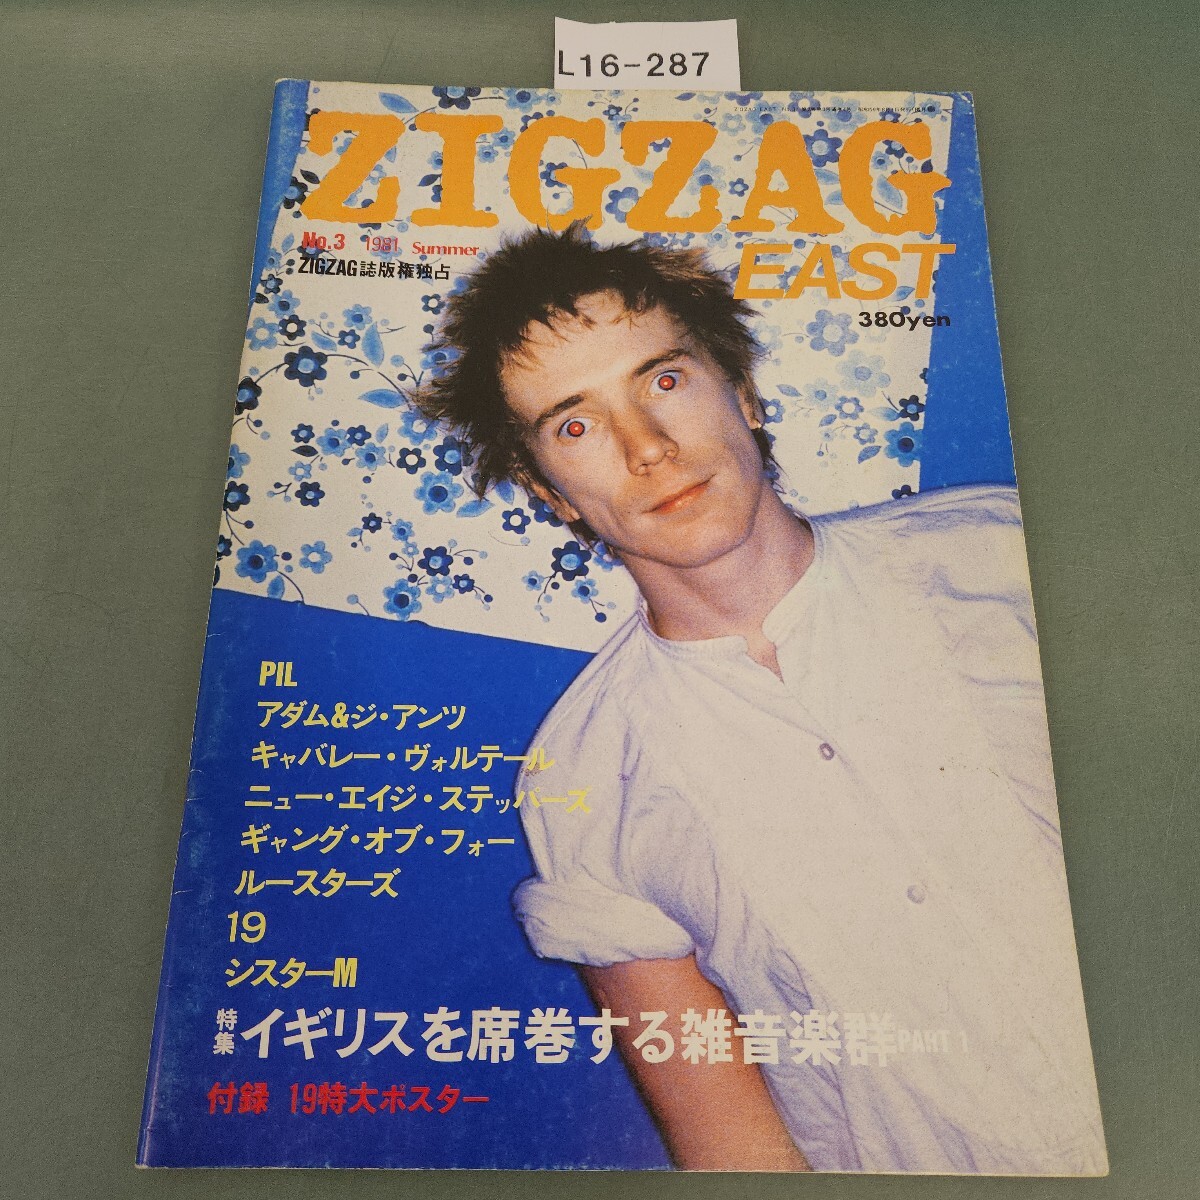 L16-287
ZIGZAG
EAST
No.3 1981 Summer
ZIGZAG誌版権独占
380yen
PIL
アダム&ジ・アンツ
キャバレー・ヴォルテール
ニュー・エイジ・ステッパーズ
ギャング・オブ・フォー
ルースターズ
19
シスターM
特集 イギリスを席巻する雑音楽群 PART 1
付録 19特大ポスター